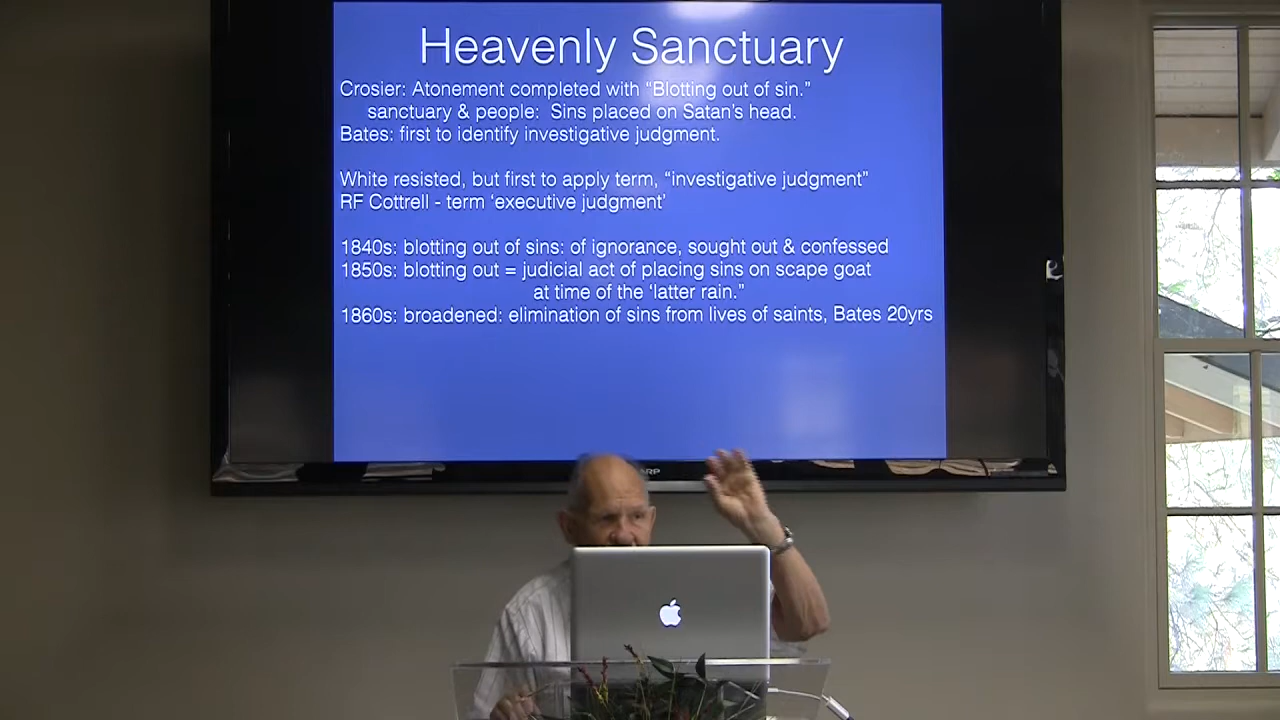 Heavenly Sanctuary
Crosier: Atonement completed with “Blotting out of sin.”
sanctuary & people: Sins placed on Satan's head.
Bates: first to identify investigative judgment.
White resisted, but first to apply term, “investigative judgment”
RF Cottrell - term ‘executive judgment’
1840s: blotting out of sins: of ignorance, sought out & confessed
1850s: blotting out = judicial act of placing sins on scape goat
at time of the ‘latter rain.”
1860s: broadened: elimination of sins from lives of saints, Bates 20yrs